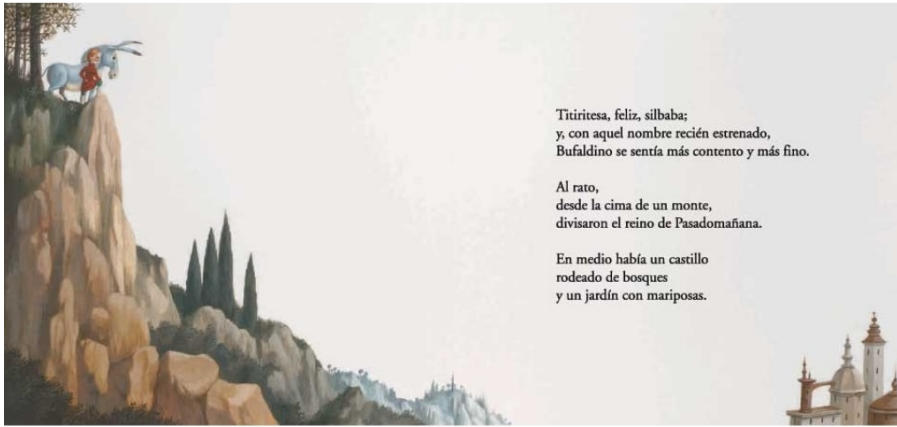 Titiritesa, feliz, silbaba;
y, con aquel nombre recién estrenado,
Bufaldino se sentía más contento y más fino.
Al rato,
desde la cima de un monte,
divisaron el reino de Pasadomañana.
En medio había un castillo
rodeado de bosques
y un jardín con mariposas.